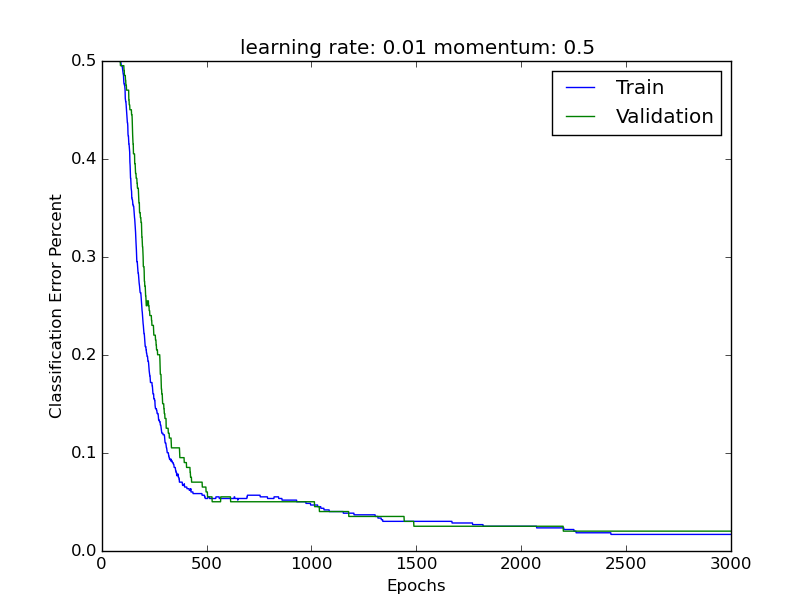 learning rate: 0.01 momentum: 0.5
Train
Validation
Classification Error Percent
0.5
0.4
0.3
0.2
0.1
0.0
0 500 1000 1500 2000 2500 3000
Epochs